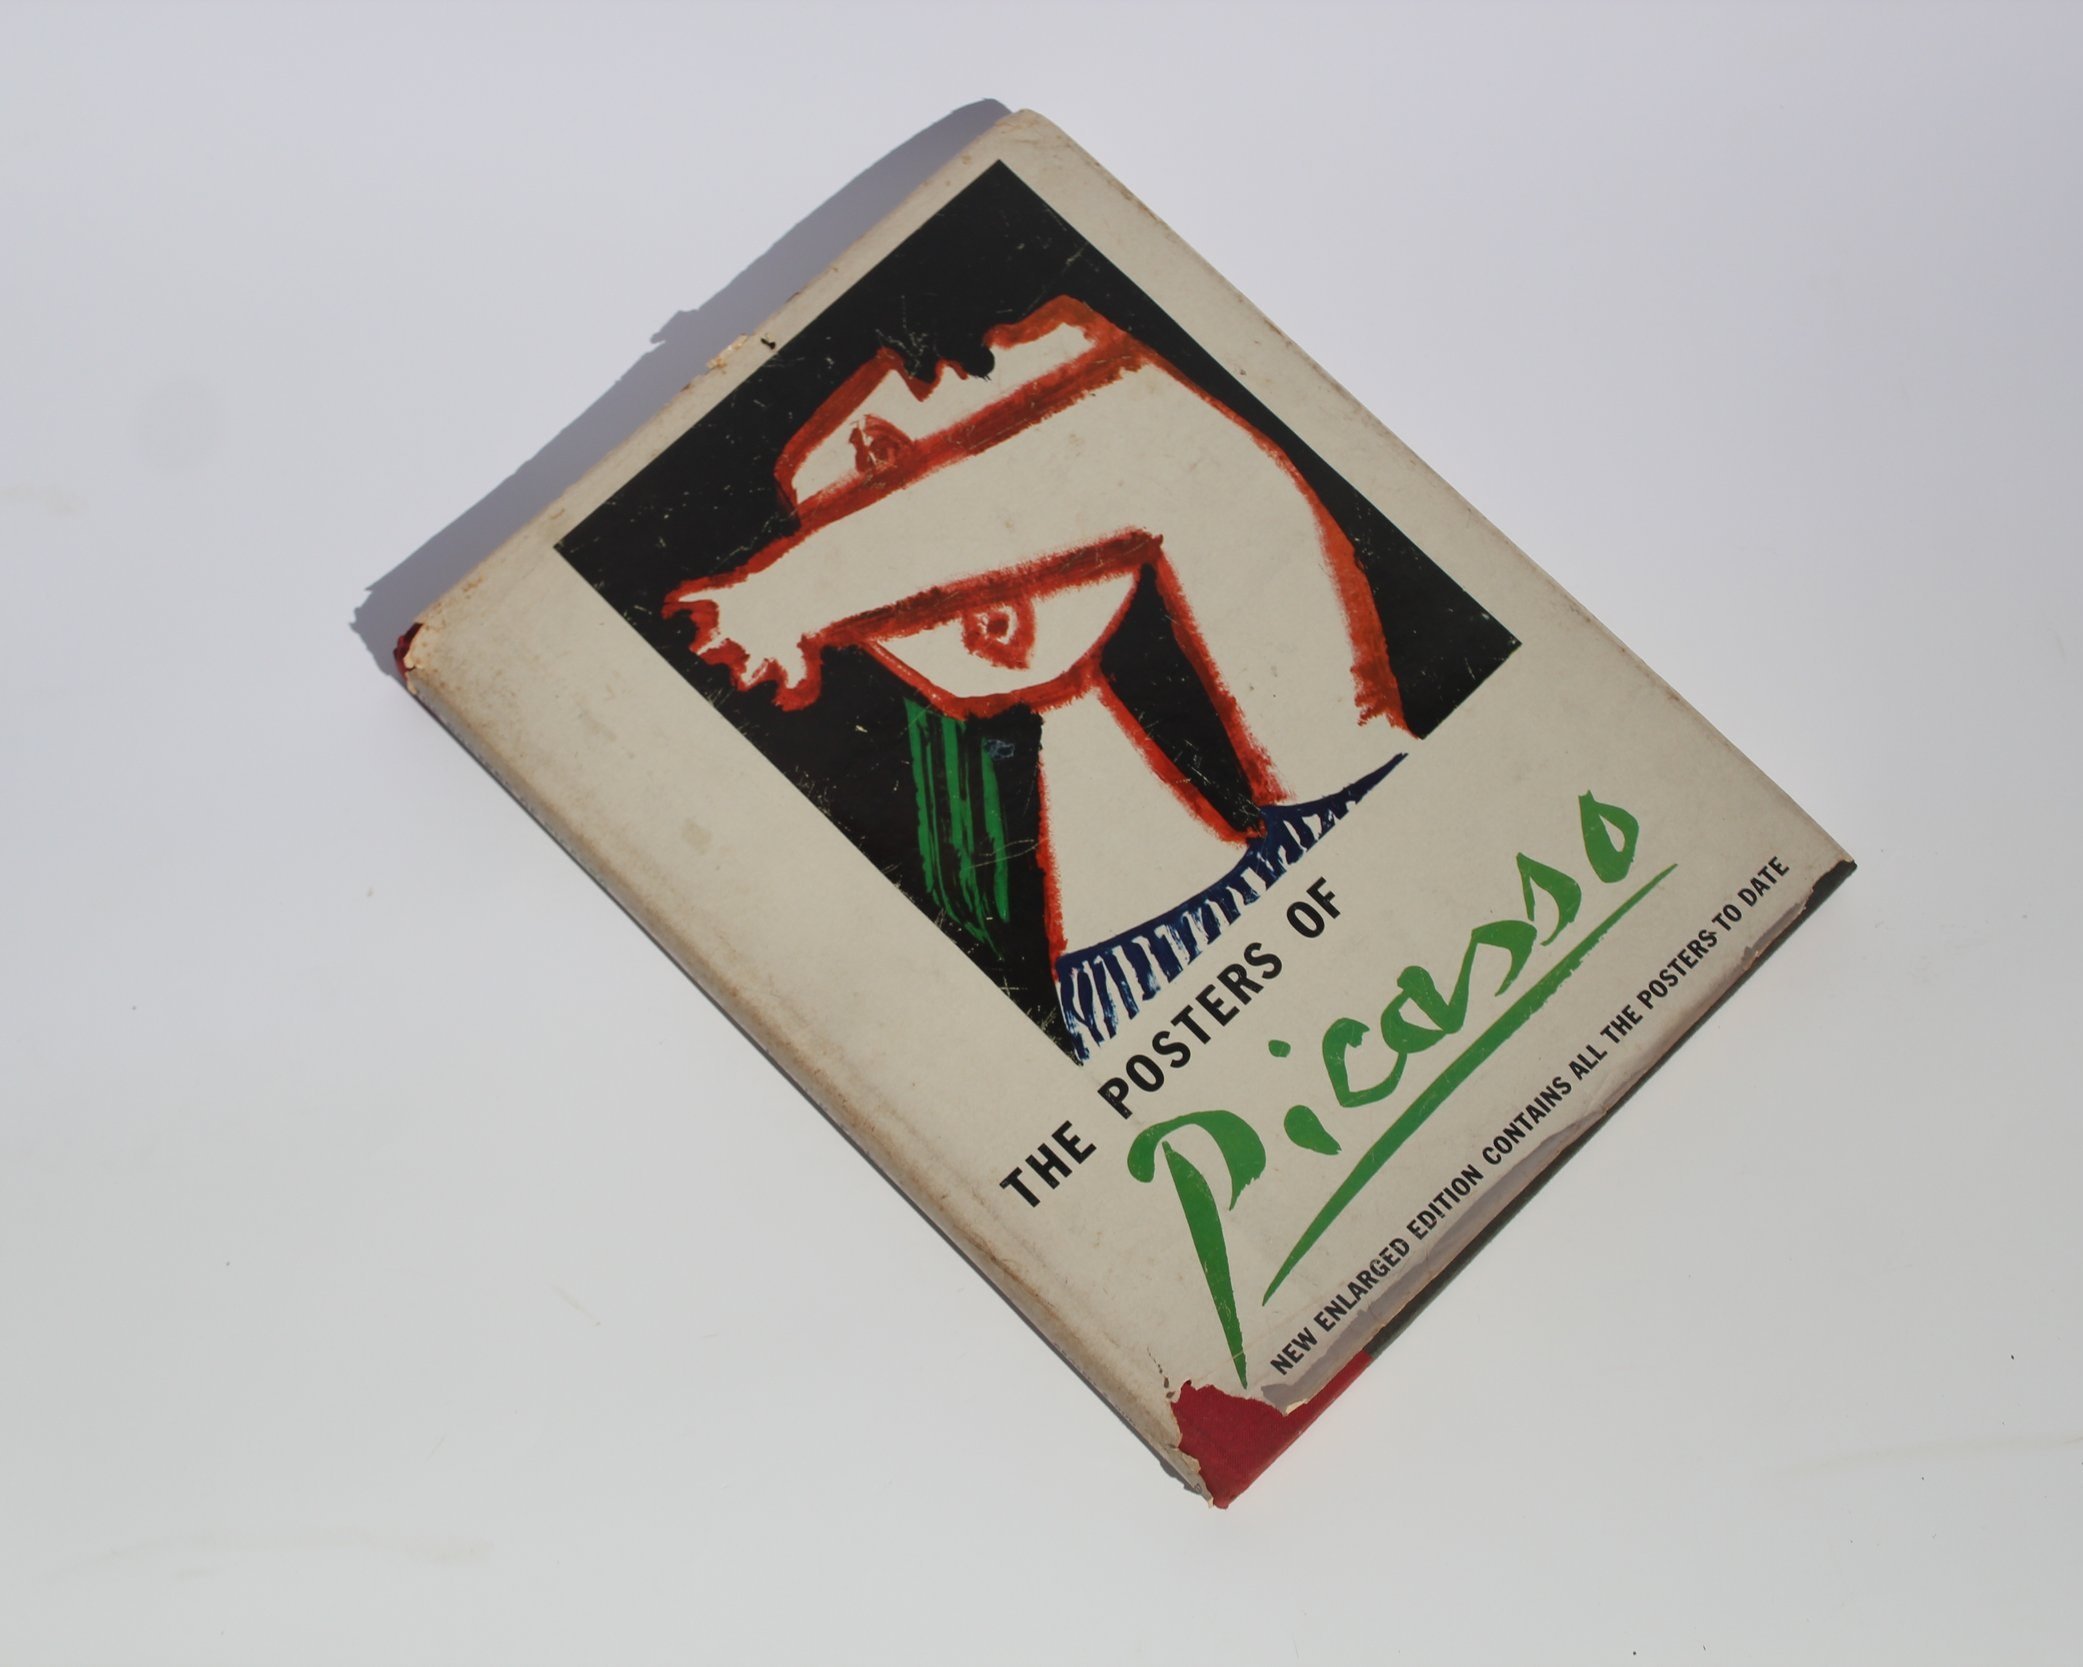 THE POSTERS OF
Picasso
NEW ENLARGED EDITION CONTAINS ALL THE POSTERS TO DATE